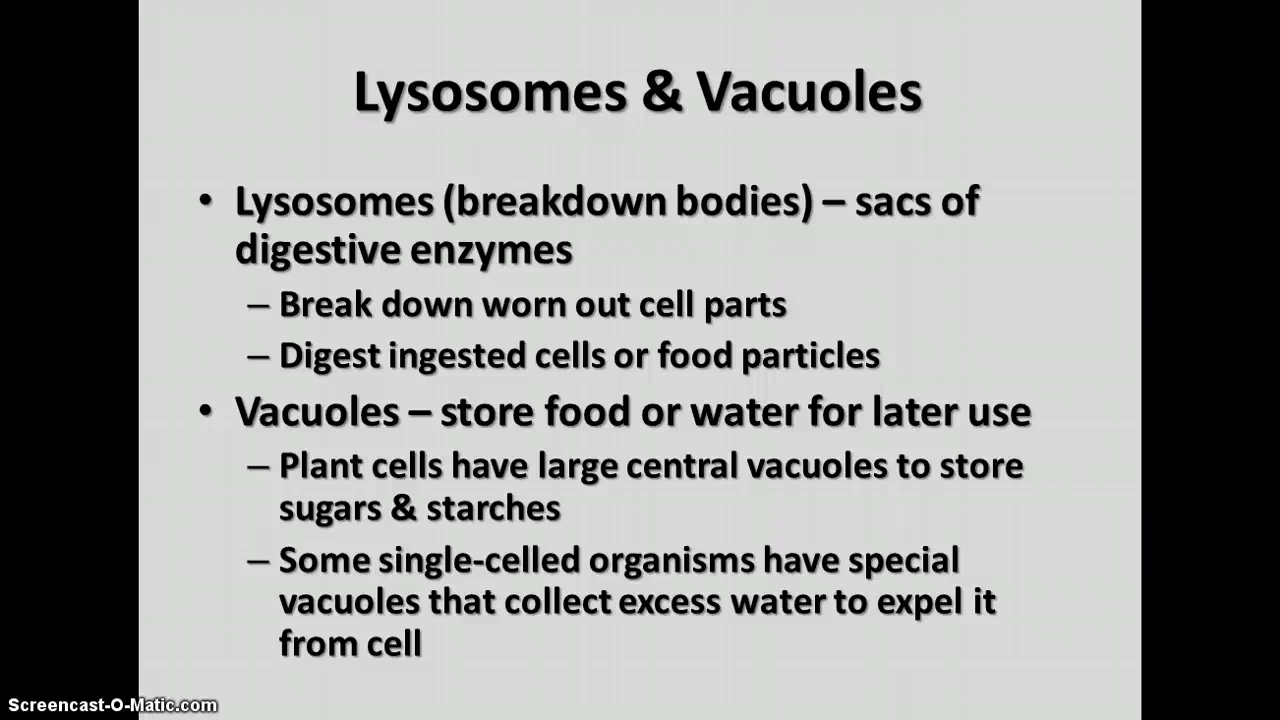 Lysosomes & Vacuoles
• Lysosomes (breakdown bodies) – sacs of
digestive enzymes
– Break down worn out cell parts
– Digest ingested cells or food particles
• Vacuoles – store food or water for later use
– Plant cells have large central vacuoles to store
sugars & starches
– Some single-celled organisms have special
vacuoles that collect excess water to expel it
from cell
Screencast-O-Matic.com